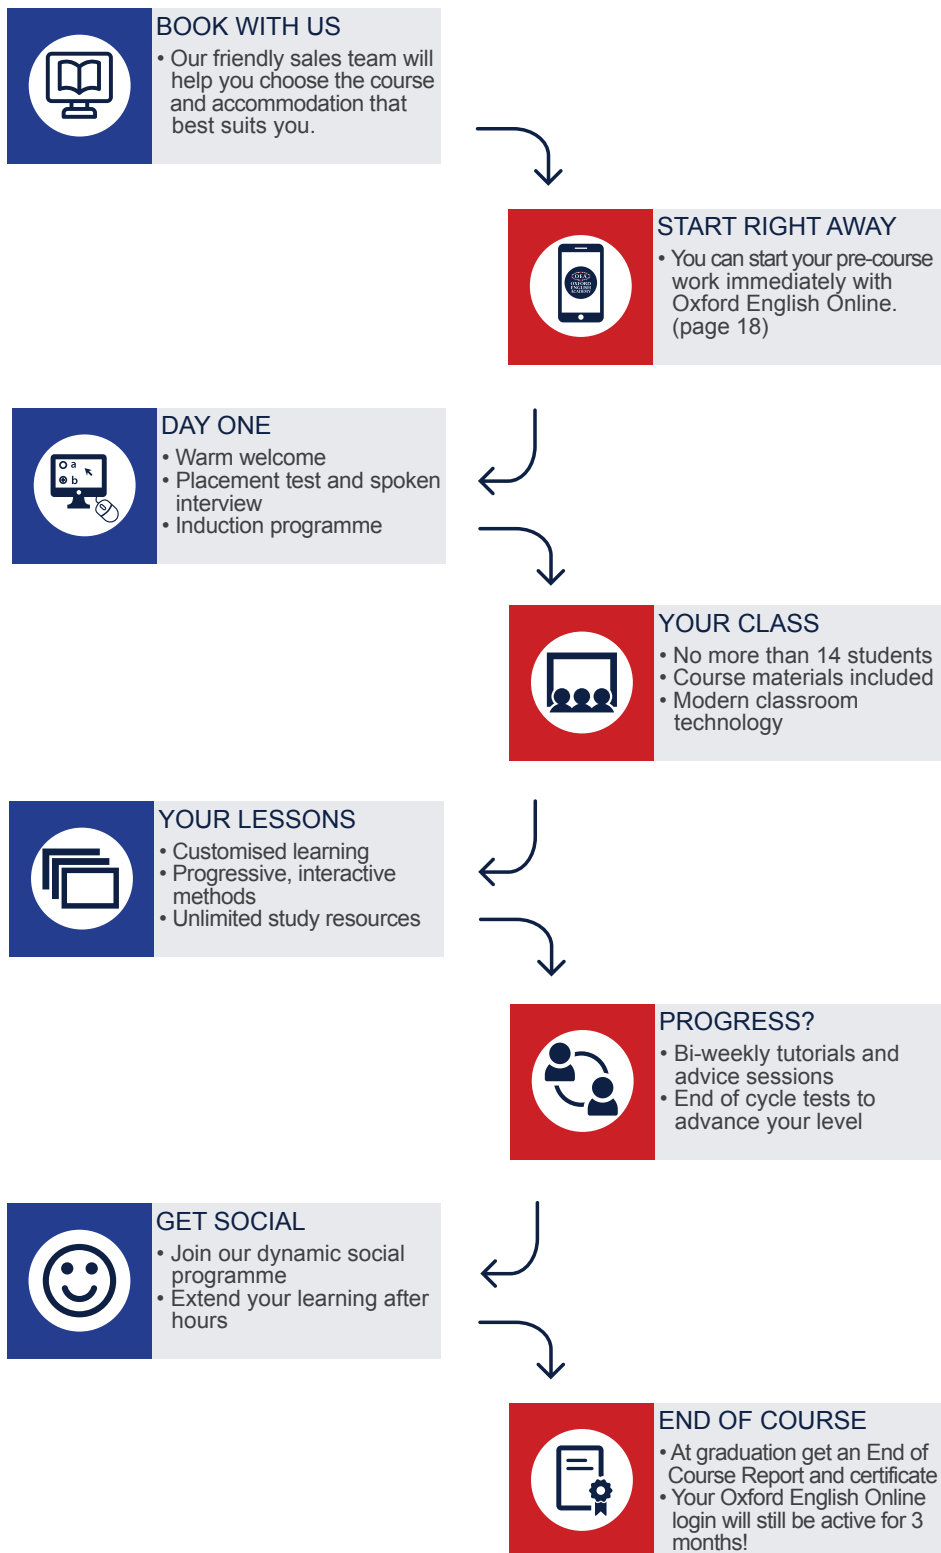 BOOK WITH US
• Our friendly sales team will
help you choose the course
and accommodation that
best suits you.
START RIGHT AWAY
• You can start your pre-course
work immediately with
Oxford English Online.
(page 18)
OEA
OXFORD
ENGLISH
ACADEMY
DAY ONE
• Warm welcome
• Placement test and spoken
interview
• Induction programme
a
b
YOUR CLASS
• No more than 14 students
• Course materials included
• Modern classroom
technology
YOUR LESSONS
• Customised learning
• Progressive, interactive
methods
• Unlimited study resources
PROGRESS?
• Bi-weekly tutorials and
advice sessions
• End of cycle tests to
advance your level
GET SOCIAL
• Join our dynamic social
programme
• Extend your learning after
hours
END OF COURSE
• At graduation get an End of
Course Report and certificate
• Your Oxford English Online
login will still be active for 3
months!